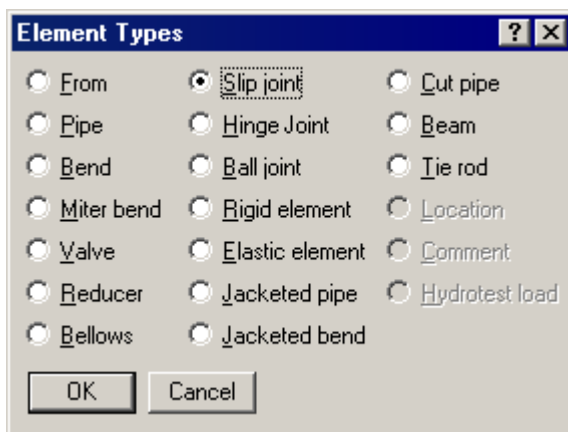 Element Types
From
Slip joint
Cut pipe
Pipe
Hinge Joint
Beam
Bend
Ball joint
Tie rod
Miter bend
Rigid element
Location
Valve
Elastic element
Comment
Reducer
Jacketed pipe
Hydrotest load
Bellows
Jacketed bend
OK
Cancel